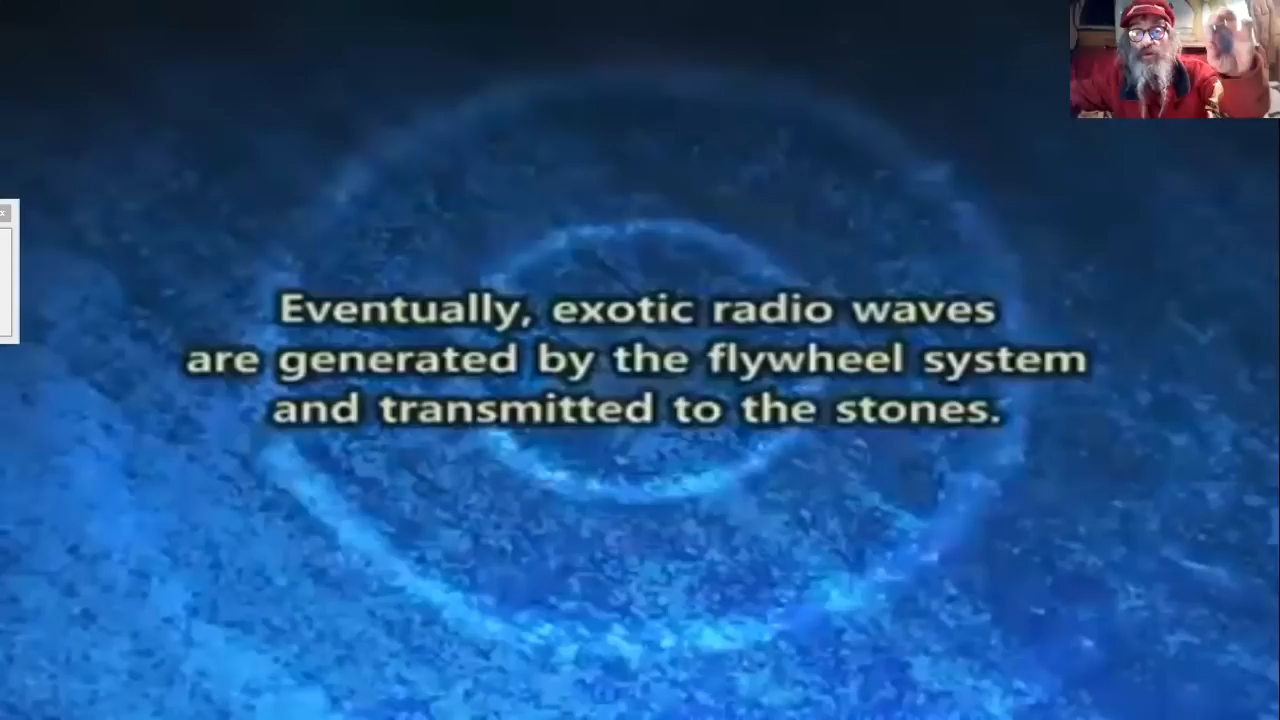 Eventually, exotic radio waves
are generated by the flywheel system
and transmitted to the stones.